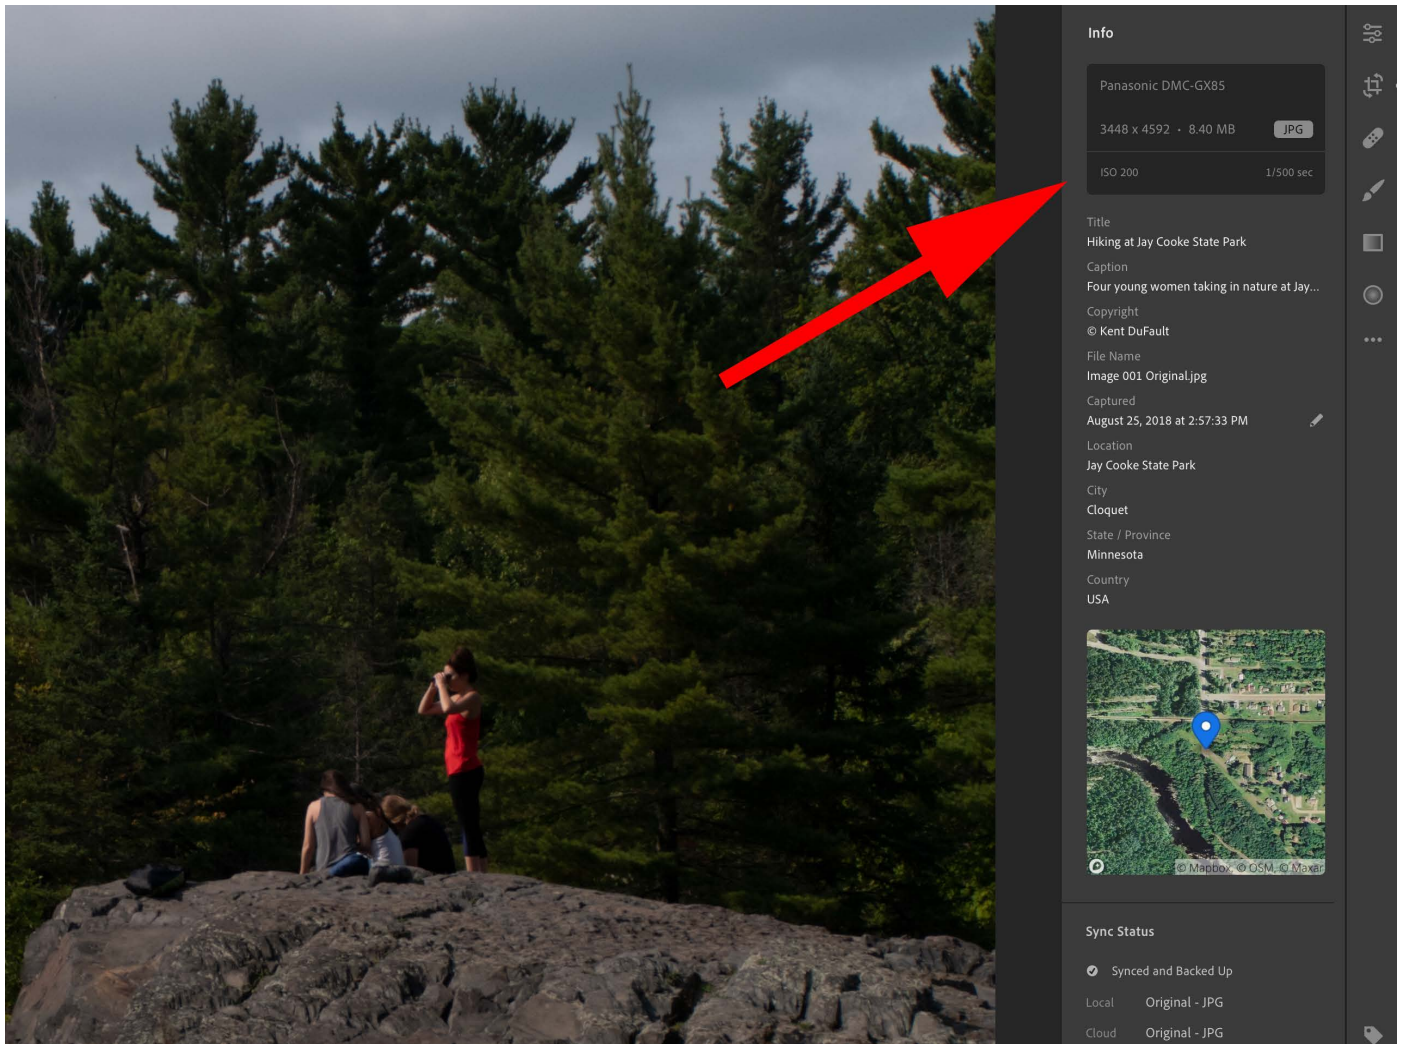 Info
Panasonic DMC-GX85
3448 x 4592 • 8.40 MB JPG
ISO 200 1/500 sec
Title
Hiking at Jay Cooke State Park
Caption
Four young women taking in nature at Jay...
Copyright
© Kent DuFault
File Name
Image 001 Original.jpg
Captured
August 25, 2018 at 2:57:33 PM
Location
Jay Cooke State Park
City
Cloquet
State / Province
Minnesota
Country
USA
© Mapbox, © OSM, © Maxar
Sync Status
Synced and Backed Up
Local Original - JPG
Cloud Original - JPG